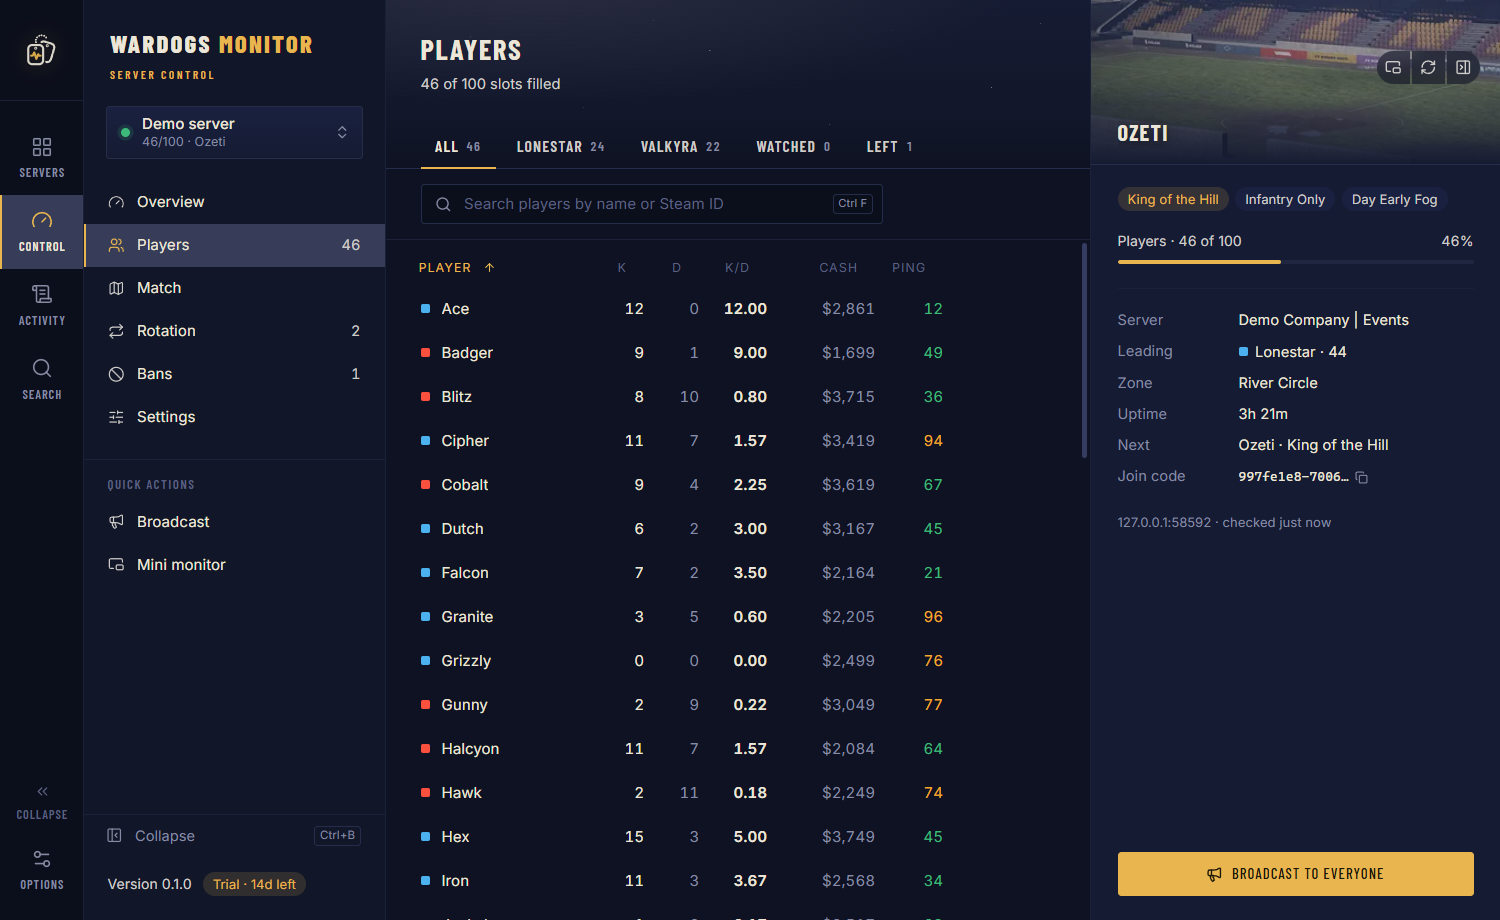 WARDOGS MONITOR
SERVER CONTROL
Demo server
46/100 · Ozeti
SERVERS
CONTROL
ACTIVITY
SEARCH
COLLAPSE
OPTIONS
Overview
Players 46
Match
Rotation 2
Bans 1
Settings
QUICK ACTIONS
Broadcast
Mini monitor
Collapse Ctrl+B
Version 0.1.0 Trial · 14d left
PLAYERS
46 of 100 slots filled
ALL 46 LONESTAR 24 VALKYRA 22 WATCHED 0 LEFT 1
Search players by name or Steam ID Ctrl F
PLAYER K D K/D CASH PING
Ace 12 0 12.00 $2,861 12
Badger 9 1 9.00 $1,699 49
Blitz 8 10 0.80 $3,715 36
Cipher 11 7 1.57 $3,419 94
Cobalt 9 4 2.25 $3,619 67
Dutch 6 2 3.00 $3,167 45
Falcon 7 2 3.50 $2,164 21
Granite 3 5 0.60 $2,205 96
Grizzly 0 0 0.00 $2,499 76
Gunny 2 9 0.22 $3,049 77
Halcyon 11 7 1.57 $2,084 64
Hawk 2 11 0.18 $2,249 74
Hex 15 3 5.00 $3,749 45
Iron 11 3 3.67 $2,568 34
OZETI
King of the Hill Infantry Only Day Early Fog
Players · 46 of 100 46%
Server Demo Company | Events
Leading Lonestar · 44
Zone River Circle
Uptime 3h 21m
Next Ozeti · King of the Hill
Join code 997fe1e8-7006…
127.0.0.1:58592 · checked just now
BROADCAST TO EVERYONE